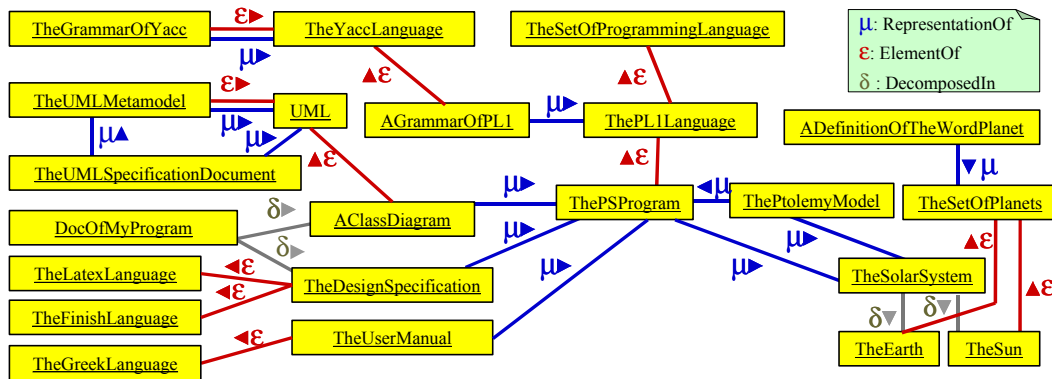 TheGrammarOfYacc
ε►
μ►
TheYaccLanguage
TheSetOfProgrammingLanguage
μ: RepresentationOf
ε: ElementOf
δ : DecomposedIn
▲ε
▲ε
TheUMLMetamodel
ε►
μ►
μ►
UML
AGrammarOfPL1
μ►
ThePL1Language
ADefinitionOfTheWordPlanet
μ▲
▲ε
▲ε
▼μ
TheUMLSpecificationDocument
DocOfMyProgram
δ►
δ►
AClassDiagram
μ►
ThePSProgram
◄μ
ThePtolemyModel
TheSetOfPlanets
μ►
μ►
μ►
μ►
▲ε
▲ε
TheLatexLanguage
◄ε
◄ε
TheDesignSpecification
TheSolarSystem
TheFinishLanguage
δ▼
δ▼
TheGreekLanguage
◄ε
TheUserManual
TheEarth
TheSun